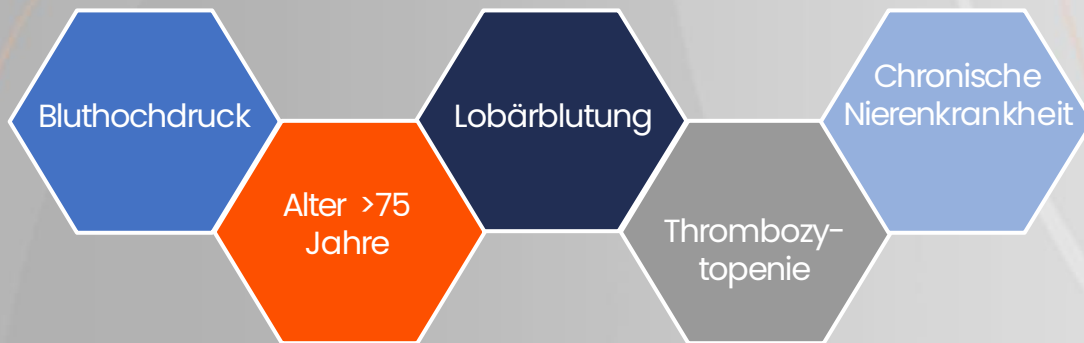 Bluthochdruck
Alter >75
Jahre
Lobärblutung
Thrombozy-
topenie
Chronische
Nierenkrankheit